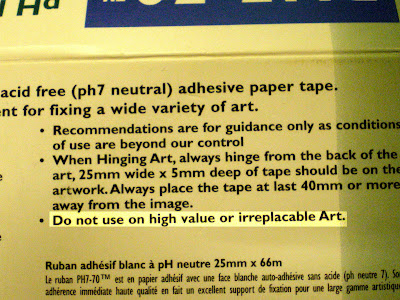 acid free (ph7 neutral) adhesive paper tape.
ent for fixing a wide variety of art.
• Recommendations are for guidance only as conditions
of use are beyond our control
• When Hinging Art, always hinge from the back of the
art, 25mm wide x 5mm deep of tape should be on the
artwork. Always place the tape at last 40mm or more
away from the image.
• Do not use on high value or irreplacable Art.
Ruban adhésif blanc à pH neutre 25mm x 66m
Le ruban PH7-70™ est en papier adhésif avec une face blanche auto-adhésive sans acide (ph neutre 7). Son
adhérence immédiate haute qualité en fait un excellent support de fixation pour une large gamme artistique